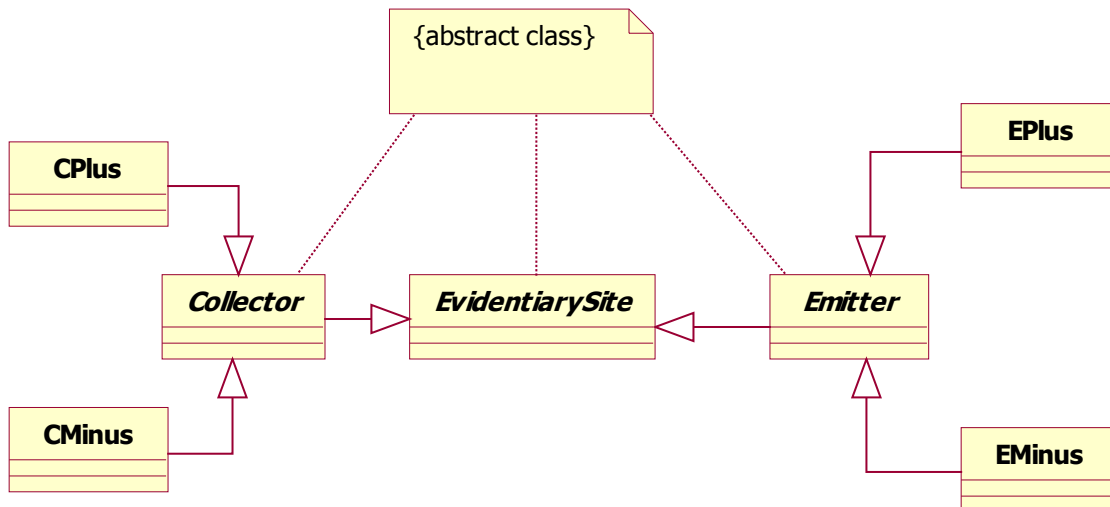 {abstract class}
EPlus
CPlus
Collector
EvidentiarySite
Emitter
CMinus
EMinus